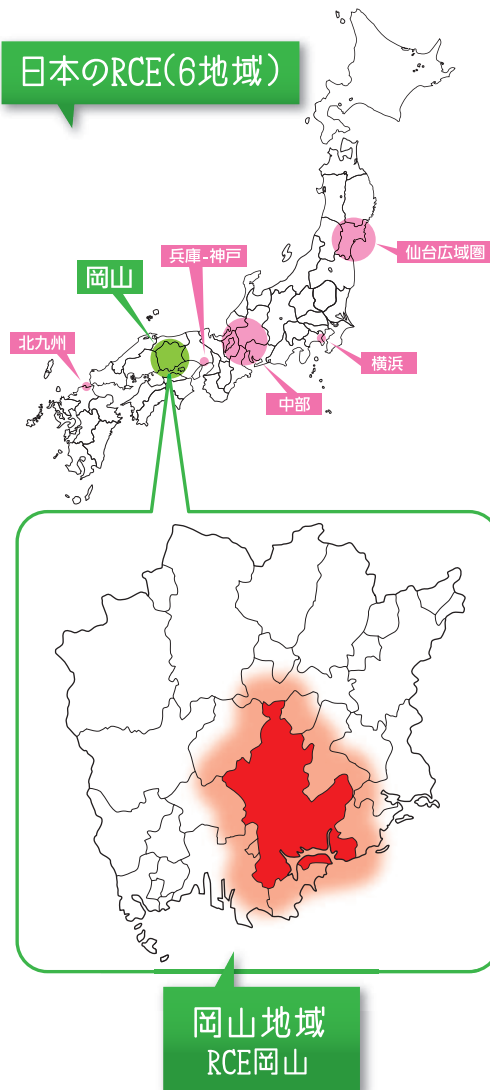 日本のRCE(6地域)
仙台広域圏
兵庫-神戸
岡山
北九州
横浜
中部
岡山地域
RCE岡山